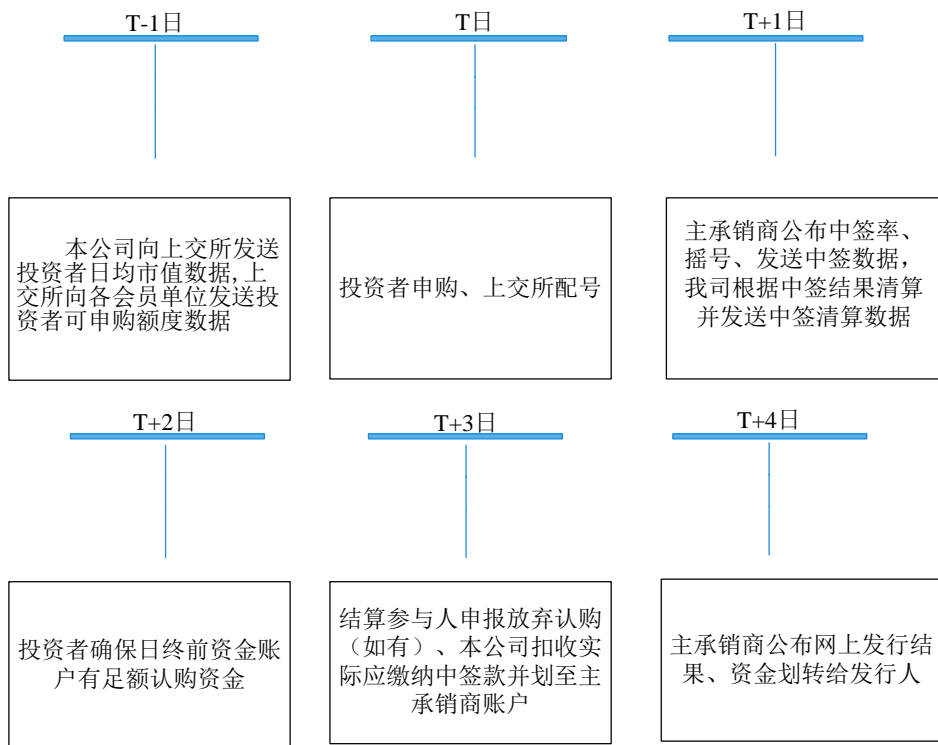 T-1日
T日
T+1日
本公司向上交所发送
投资者日均市值数据,上
交所向各会员单位发送投
资者可申购额度数据
投资者申购、上交所配号
主承销商公布中签率、
摇号、发送中签数据，
我司根据中签结果清算
并发送中签清算数据
T+2日
T+3日
T+4日
投资者确保日终前资金账
户有足额认购资金
结算参与人申报放弃认购
（如有）、本公司扣收实
际应缴纳中签款并划至主
承销商账户
主承销商公布网上发行结
果、资金划转给发行人